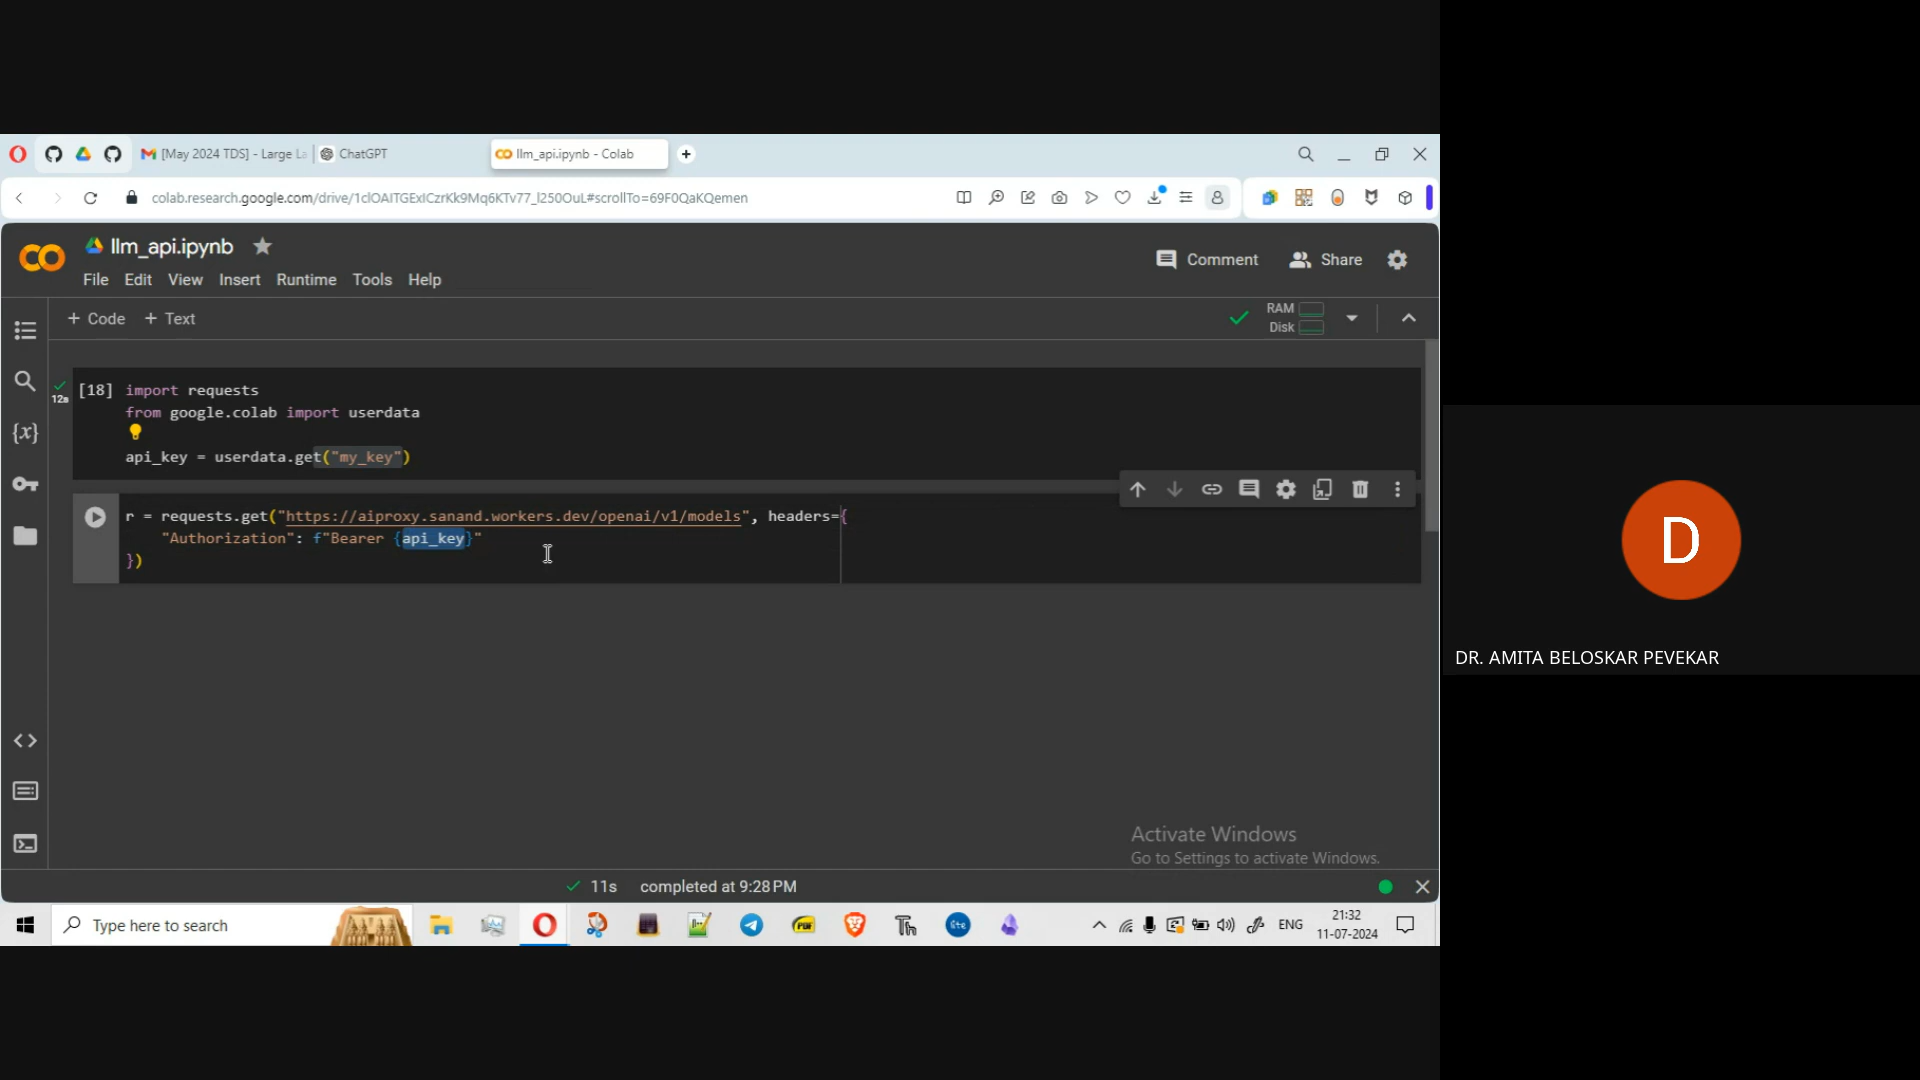 [May 2024 TDS] - Large La
ChatGPT
llm_api.ipynb - Colab
colab.research.google.com/drive/1clOAITGExICzrKk9Mq6KTv77_l250OuL#scrollTo=69F0QaKQemen
llm_api.ipynb
Comment
Share
File Edit View Insert Runtime Tools Help
+ Code + Text
RAM
Disk
[18] import requests
12s
from google.colab import userdata
api_key = userdata.get("my_key")
r = requests.get("https://aiproxy.sanand.workers.dev/openai/v1/models", headers={
"Authorization": f"Bearer {api_key}"
})
D
DR. AMITA BELOSKAR PEVEKAR
Activate Windows
Go to Settings to activate Windows.
11s completed at 9:28 PM
Type here to search
ENG
21:32
11-07-2024